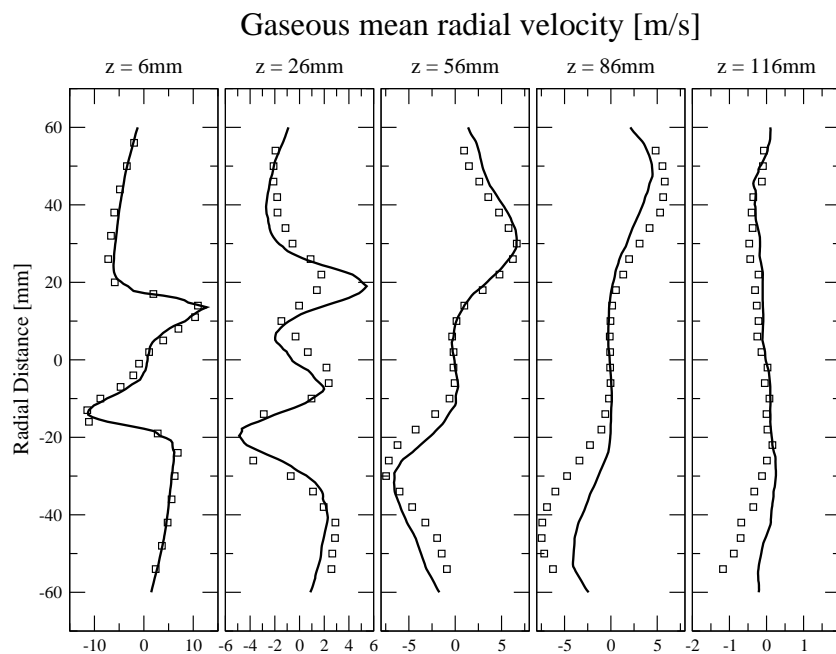 Gaseous mean radial velocity [m/s]
z = 6mm z = 26mm z = 56mm z = 86mm z = 116mm
60
40
20
0
-20
-40
-60
Radial Distance [mm]
-10 0 10 -6 -4 -2 0 2 4 6 -5 0 5 -5 0 5 -2 -1 0 1 2